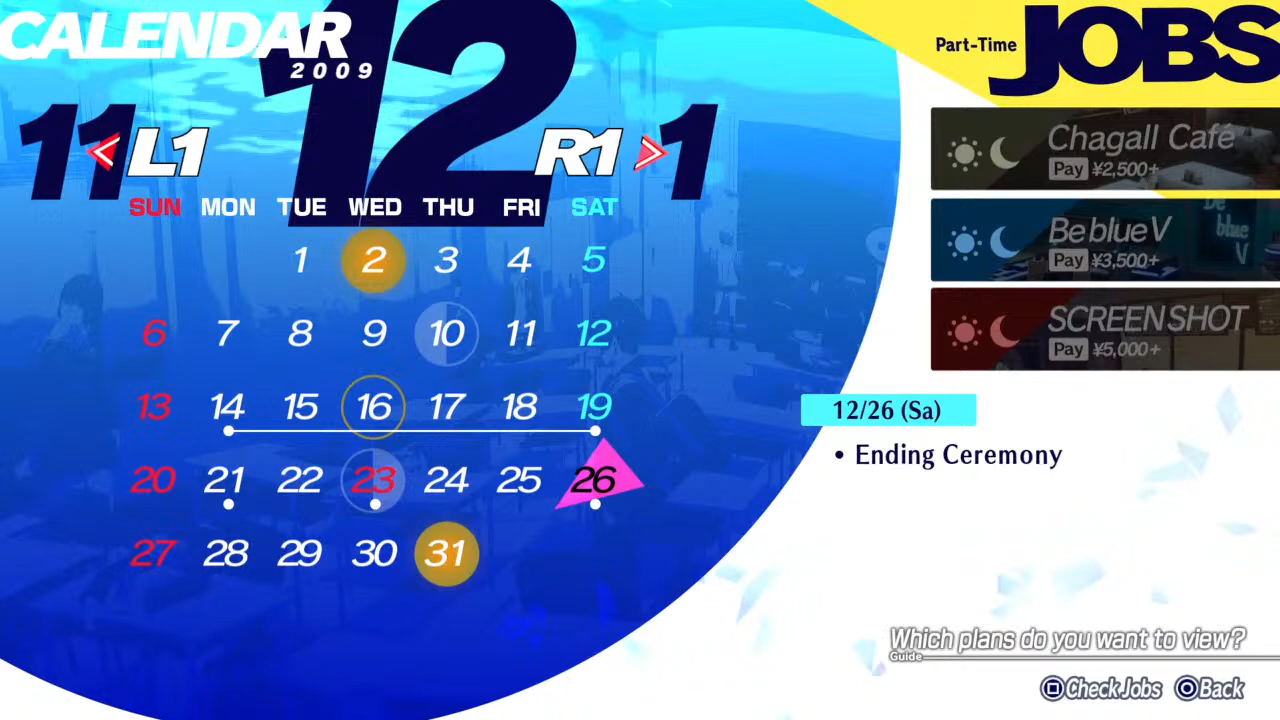 CALENDAR
2009
12
11 < L1
R1 > 1
SUN MON TUE WED THU FRI SAT
1 2 3 4 5
6 7 8 9 10 11 12
13 14 15 16 17 18 19
20 21 22 23 24 25 26
27 28 29 30 31
Part-Time JOBS
Chagall Café
Pay ¥2,500+
Be blue V
Pay ¥3,500+
Be
blue
V
SCREEN SHOT
Pay ¥5,000+
12/26 (Sa)
• Ending Ceremony
Which plans do you want to view?
Guide
Check Jobs Back